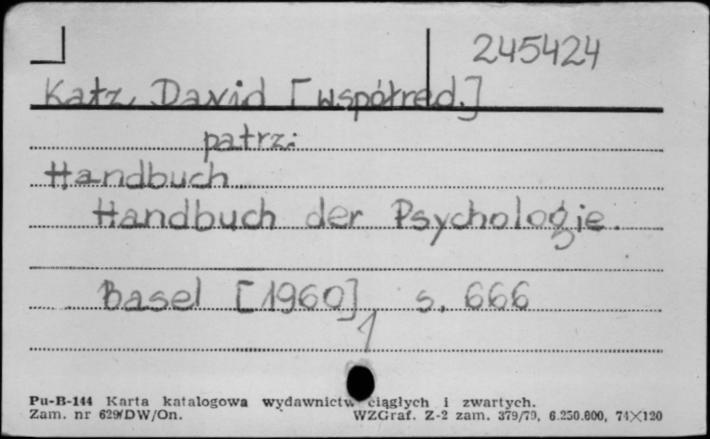 245424
Katz, David [współred.]
patrz:
Handbuch
Handbuch der Psychologie.
Basel [1960] s. 666
1
Pu-B-144 Karta katalogowa wydawnictw ciągłych i zwartych.
Zam. nr 629/DW/On. WZGraf. Z-2 zam. 379/79, 6.250.000, 74×120